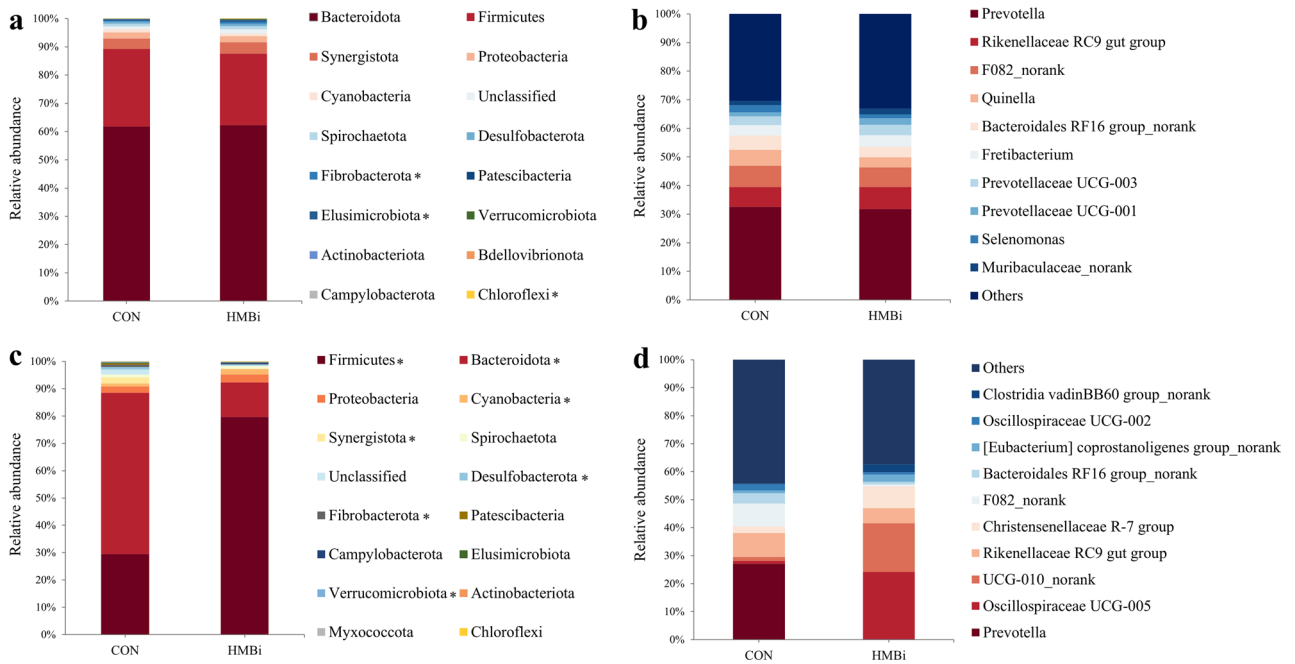 a
Relative abundance
100%
90%
80%
70%
60%
50%
40%
30%
20%
10%
0%
CON HMBi
Bacteroidota Firmicutes
Synergistota Proteobacteria
Cyanobacteria Unclassified
Spirochaetota Desulfobacterota
Fibrobacterota * Patescibacteria
Elusimicrobiota * Verrucomicrobiota
Actinobacteriota Bdellovibrionota
Campylobacterota Chloroflexi *
b
Relative abundance
100%
90%
80%
70%
60%
50%
40%
30%
20%
10%
0%
CON HMBi
Prevotella
Rikenellaceae RC9 gut group
F082_norank
Quinella
Bacteroidales RF16 group_norank
Fretibacterium
Prevotellaceae UCG-003
Prevotellaceae UCG-001
Selenomonas
Muribaculaceae_norank
Others
c
Relative abundance
100%
90%
80%
70%
60%
50%
40%
30%
20%
10%
0%
CON HMBi
Firmicutes * Bacteroidota *
Proteobacteria Cyanobacteria *
Synergistota * Spirochaetota
Unclassified Desulfobacterota *
Fibrobacterota * Patescibacteria
Campylobacterota Elusimicrobiota
Verrucomicrobiota * Actinobacteriota
Myxococcota Chloroflexi
d
Relative abundance
100%
90%
80%
70%
60%
50%
40%
30%
20%
10%
0%
CON HMBi
Others
Clostridia vadinBB60 group_norank
Oscillospiraceae UCG-002
[Eubacterium] coprostanoligenes group_norank
Bacteroidales RF16 group_norank
F082_norank
Christensenellaceae R-7 group
Rikenellaceae RC9 gut group
UCG-010_norank
Oscillospiraceae UCG-005
Prevotella